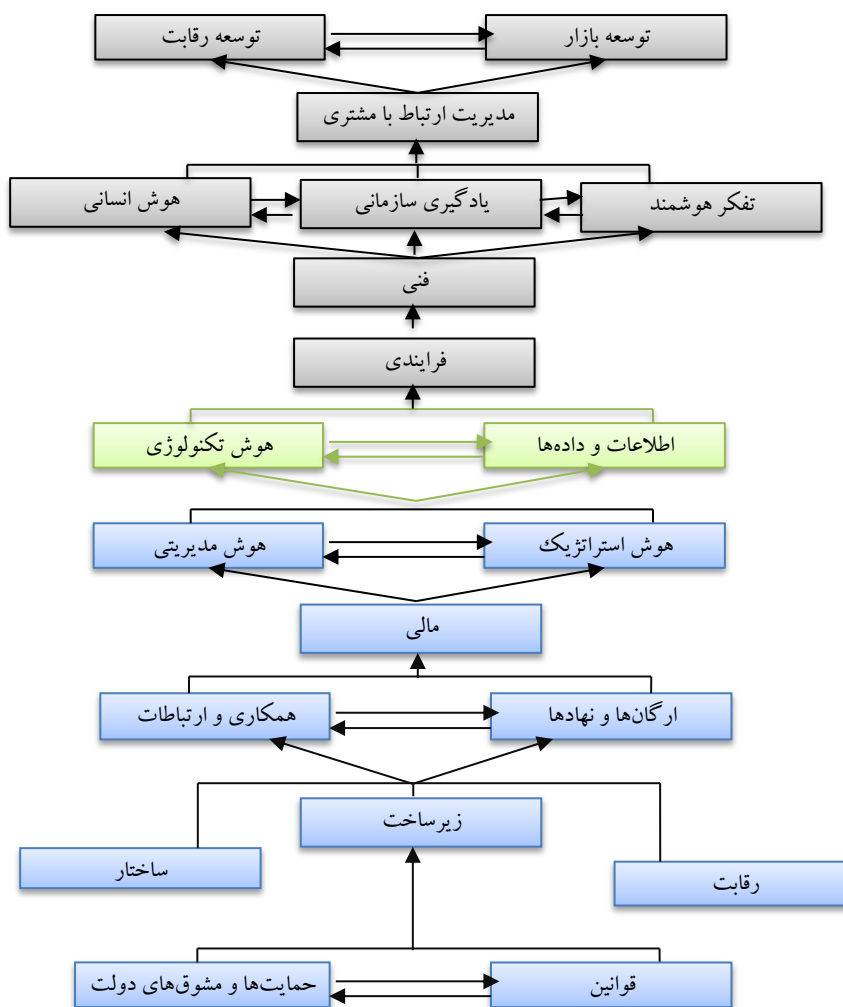 توسعه بازار
توسعه رقابت
مدیریت ارتباط با مشتری
تفکر هوشمند
یادگیری سازمانی
هوش انسانی
فنی
فرایندی
اطلاعات و داده‌ها
هوش تکنولوژی
هوش استراتژیک
هوش مدیریتی
مالی
ارگان‌ها و نهادها
همکاری و ارتباطات
زیرساخت
رقابت
ساختار
قوانین
حمایت‌ها و مشوق‌های دولت